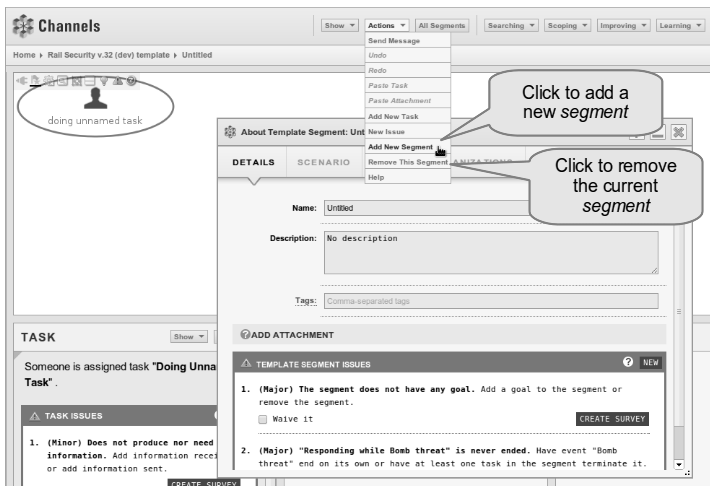 Channels
Show ▼ Actions ▼ All Segments Searching ▼ Scoping ▼ Improving ▼ Learning ▼
Home ▸ Rail Security v.32 (dev) template ▸ Untitled
Send Message
Undo
Redo
Paste Task
Paste Attachment
Add New Task
New Issue
Add New Segment
Remove This Segment
Help
Click to add a
new segment
Click to remove
the current
segment
doing unnamed task
About Template Segment: Unt
DETAILS SCENARIO ANIZATIONS
Name: Untitled
Description: No description
Tags: Comma-separated tags
ADD ATTACHMENT
TEMPLATE SEGMENT ISSUES ? NEW
1. (Major) The segment does not have any goal. Add a goal to the segment or
remove the segment.
Waive it CREATE SURVEY
2. (Major) "Responding while Bomb threat" is never ended. Have event "Bomb
threat" end on its own or have at least one task in the segment terminate it.
TASK Show ▼
Someone is assigned task "Doing Unna
Task" .
TASK ISSUES
1. (Minor) Does not produce nor need
information. Add information recei
or add information sent.
CREATE SURVEY